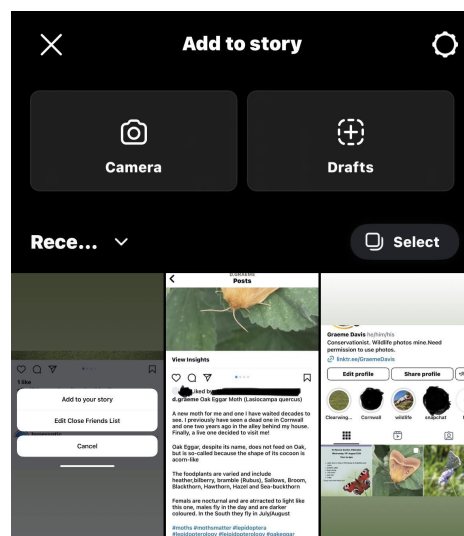 Add to story
Camera
Drafts
Rece...
Select
1 like
Add to your story
Edit Close Friends List
Cancel
D.GRAEME
Posts
View Insights
Liked by
d.graeme Oak Eggar Moth (Lasiocampa quercus)
A new moth for me and one I have waited decades to
see, I previously have seen a dead one in Cornwall
and one two years ago in the alley behind my house.
Finally, a live one decided to visit me!
Oak Eggar, despite its name, does not feed on Oak,
but is so-called because the shape of its cocoon is
acorn-like
The foodplants are varied and include
heather,bilberry, bramble (Rubus), Sallows, Broom,
Blackthorn, Hawthorn, Hazel and Sea-buckthorn
Femals are nocturnal and are atrracted to light like
this one, males fly in the day and are darker
coloured. In the South they fly in July/August
#moths #mothsmatter #lepidoptera
#lepidopterology #lepidopterology #oakeggar
Graeme Davis he/him/his
Conservationist. Wildlife photos mine.Need
permission to use photos.
linktr.ee/GraemeDavis
Edit profile
Share profile
Clearwing...
Cornwall
wildlife
snapchat